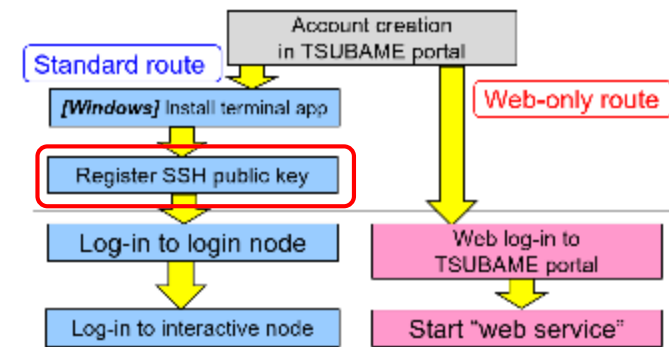 Account creation
in TSUBAME portal
Standard route
Web-only route
[Windows] Install terminal app
Register SSH public key
Log-in to login node
Web log-in to
TSUBAME portal
Log-in to interactive node
Start "web service"